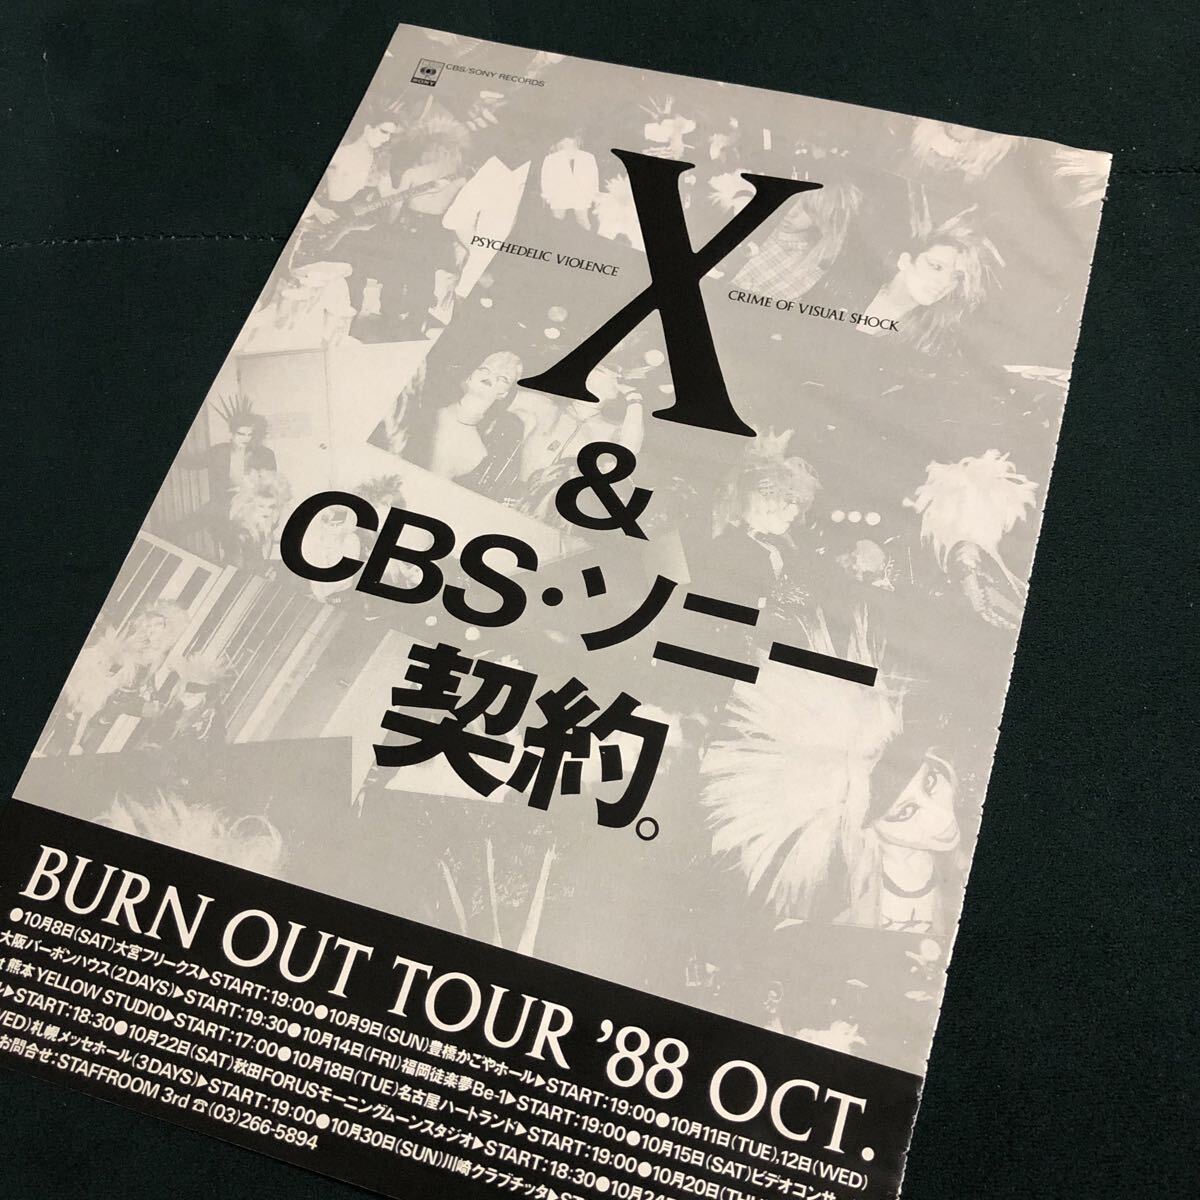 CBS
SONY
CBS/SONY RECORDS
X
PSYCHEDELIC VIOLENCE
CRIME OF VISUAL SHOCK
&
CBS・ソニー
契約。
BURN OUT TOUR '88 OCT.
●10月8日(SAT)大宮フリークス▶START:19:00●10月9日(SUN)豊橋かごやホール▶START:19:00●10月11日(TUE),12日(WED)
大阪バーボンハウス(2DAYS)▶START:19:30●10月14日(FRI)福岡徒楽夢Be-1▶START:19:00●10月15日(SAT)ビデオコンサ
熊本YELLOW STUDIO▶START:17:00●10月18日(TUE)名古屋ハートランド▶START:19:00●10月20日(THU)
▶START:18:30●10月22日(SAT)秋田FORUSモーニングムーンスタジオ▶START:18:30●10月24日
WED)札幌メッセホール(3DAYS)▶START:19:00●10月30日(SUN)川崎クラブチッタ▶
お問合せ:STAFFROOM 3rd ☎(03)266-5894